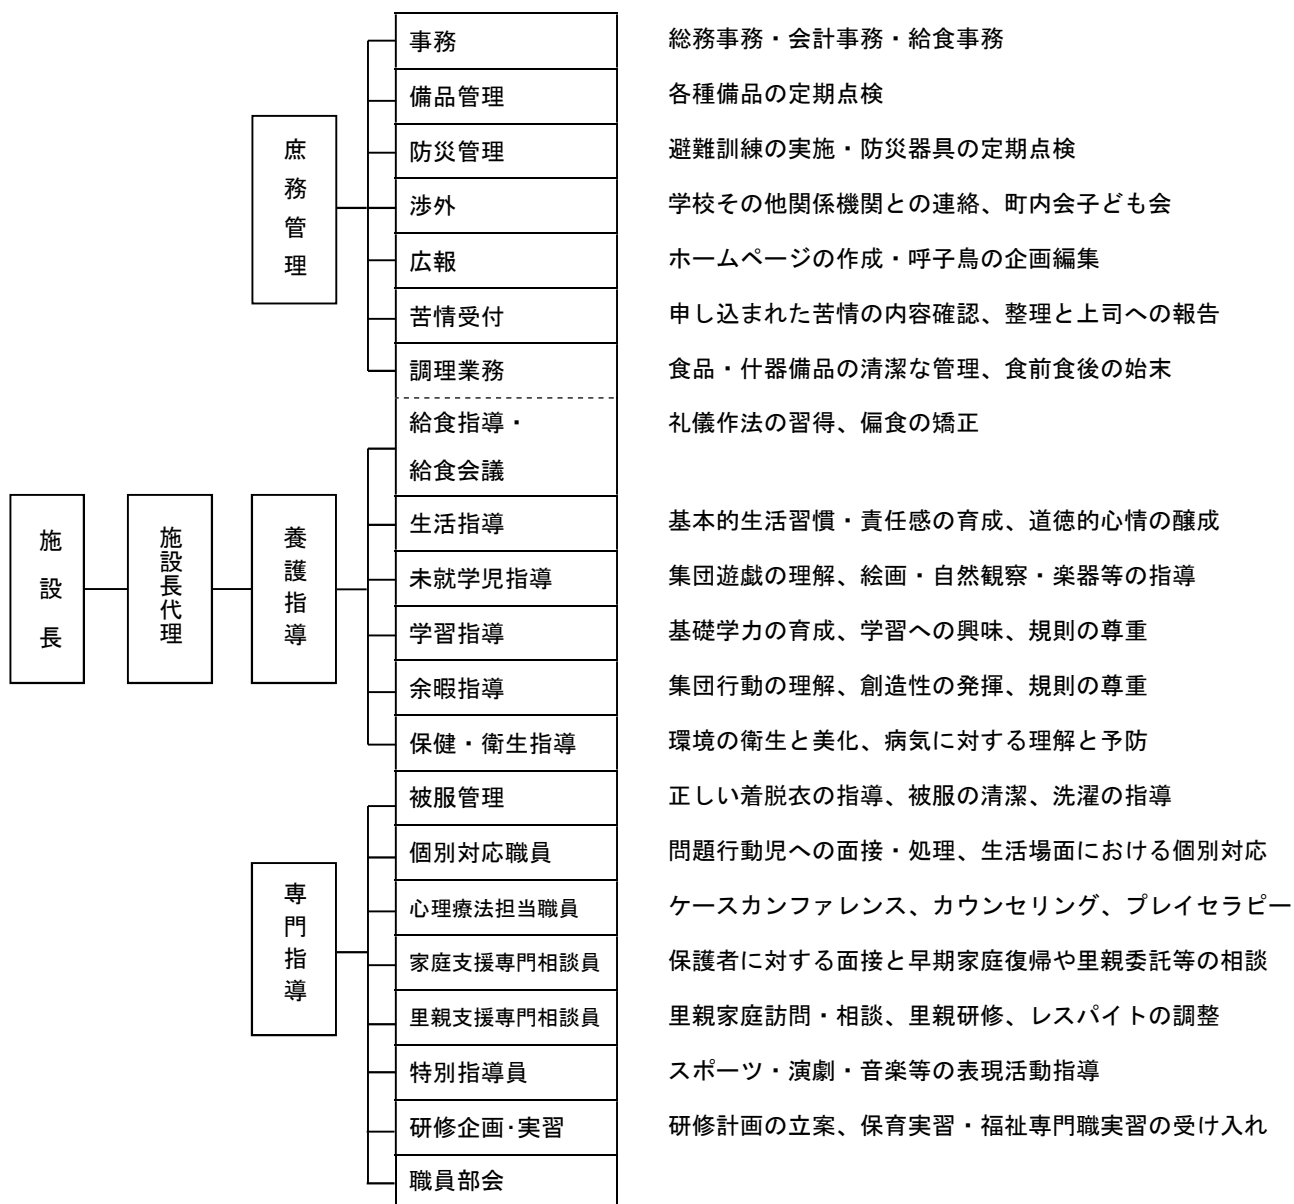 事務 総務事務・会計事務・給食事務
備品管理 各種備品の定期点検
防災管理 避難訓練の実施・防災器具の定期点検
渉外 学校その他関係機関との連絡、町内会子ども会
広報 ホームページの作成・呼子鳥の企画編集
苦情受付 申し込まれた苦情の内容確認、整理と上司への報告
調理業務 食品・什器備品の清潔な管理、食前食後の始末
庶務管理
給食指導・ 礼儀作法の習得、偏食の矯正
給食会議
生活指導 基本的生活習慣・責任感の育成、道徳的心情の醸成
未就学児指導 集団遊戯の理解、絵画・自然観察・楽器等の指導
学習指導 基礎学力の育成、学習への興味、規則の尊重
余暇指導 集団行動の理解、創造性の発揮、規則の尊重
保健・衛生指導 環境の衛生と美化、病気に対する理解と予防
施設長
施設長代理
養護指導
被服管理 正しい着脱衣の指導、被服の清潔、洗濯の指導
個別対応職員 問題行動児への面接・処理、生活場面における個別対応
心理療法担当職員 ケースカンファレンス、カウンセリング、プレイセラピー
家庭支援専門相談員 保護者に対する面接と早期家庭復帰や里親委託等の相談
里親支援専門相談員 里親家庭訪問・相談、里親研修、レスパイトの調整
特別指導員 スポーツ・演劇・音楽等の表現活動指導
研修企画･実習 研修計画の立案、保育実習・福祉専門職実習の受け入れ
職員部会
専門指導